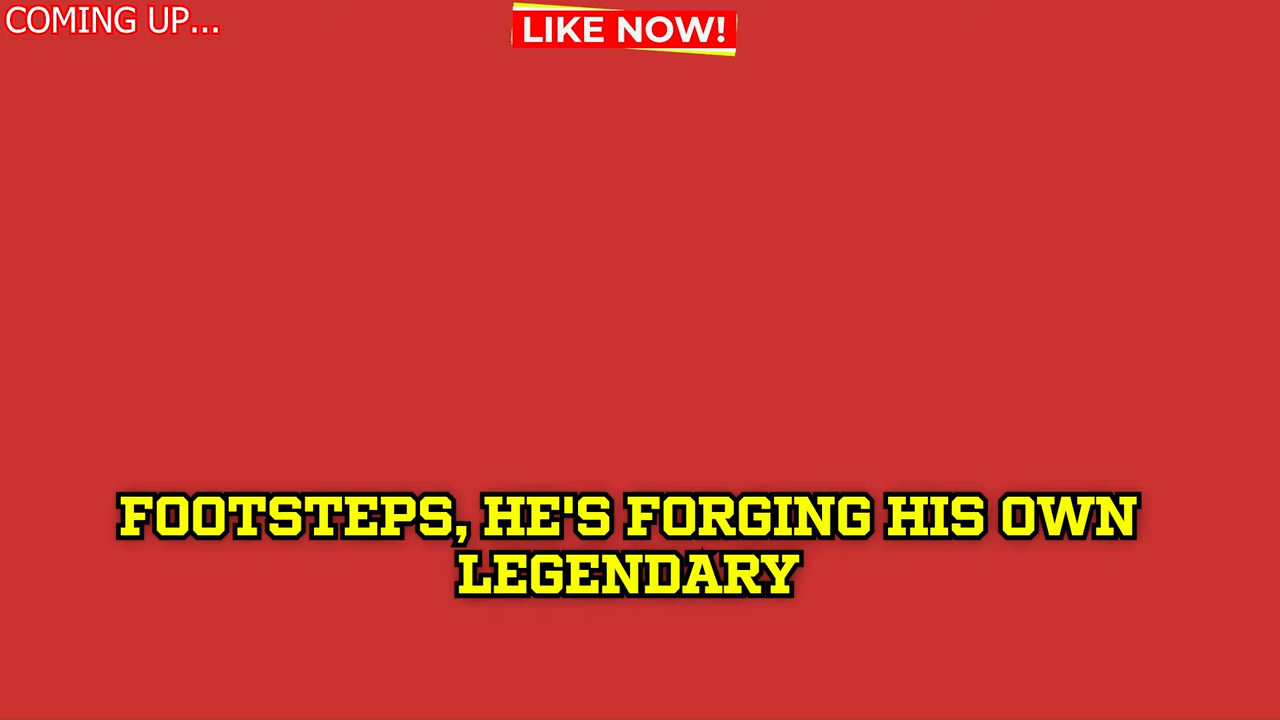 COMING UP...
LIKE NOW!
FOOTSTEPS, HE'S FORGING HIS OWN
LEGENDARY